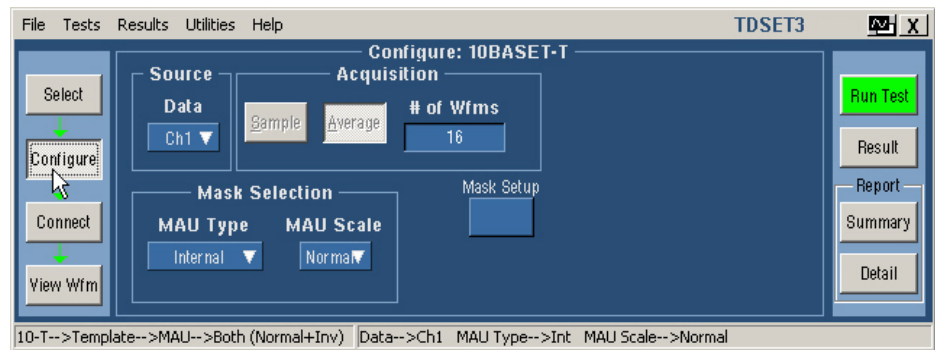 File Tests Results Utilities Help TDSET3 X
Configure: 10BASET-T
Select
Configure
Connect
View Wfm
Source
Data
Ch1
Acquisition
Sample Average
# of Wfms
16
Mask Selection
MAU Type MAU Scale
Internal Normal
Mask Setup
Run Test
Result
Report
Summary
Detail
10-T-->Template-->MAU-->Both (Normal+Inv) Data-->Ch1 MAU Type-->Int MAU Scale-->Normal